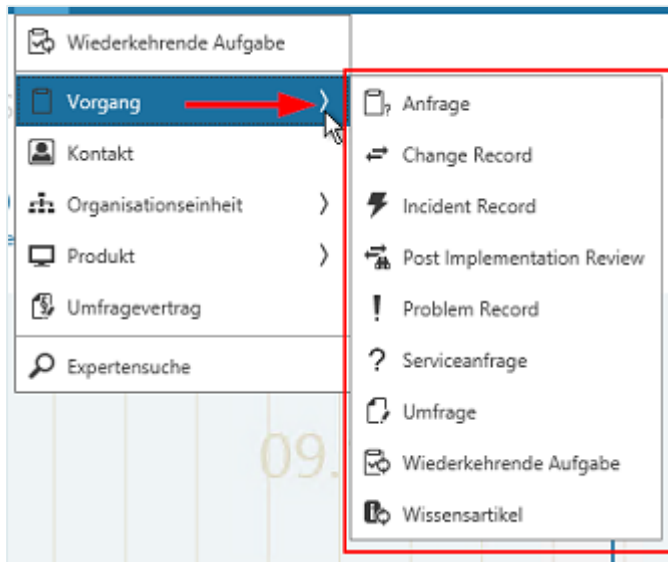 Wiederkehrende Aufgabe
Vorgang
Kontakt
Organisationseinheit
Produkt
Umfragevertrag
Expertensuche
Anfrage
Change Record
Incident Record
Post Implementation Review
Problem Record
Serviceanfrage
Umfrage
Wiederkehrende Aufgabe
Wissensartikel
09.